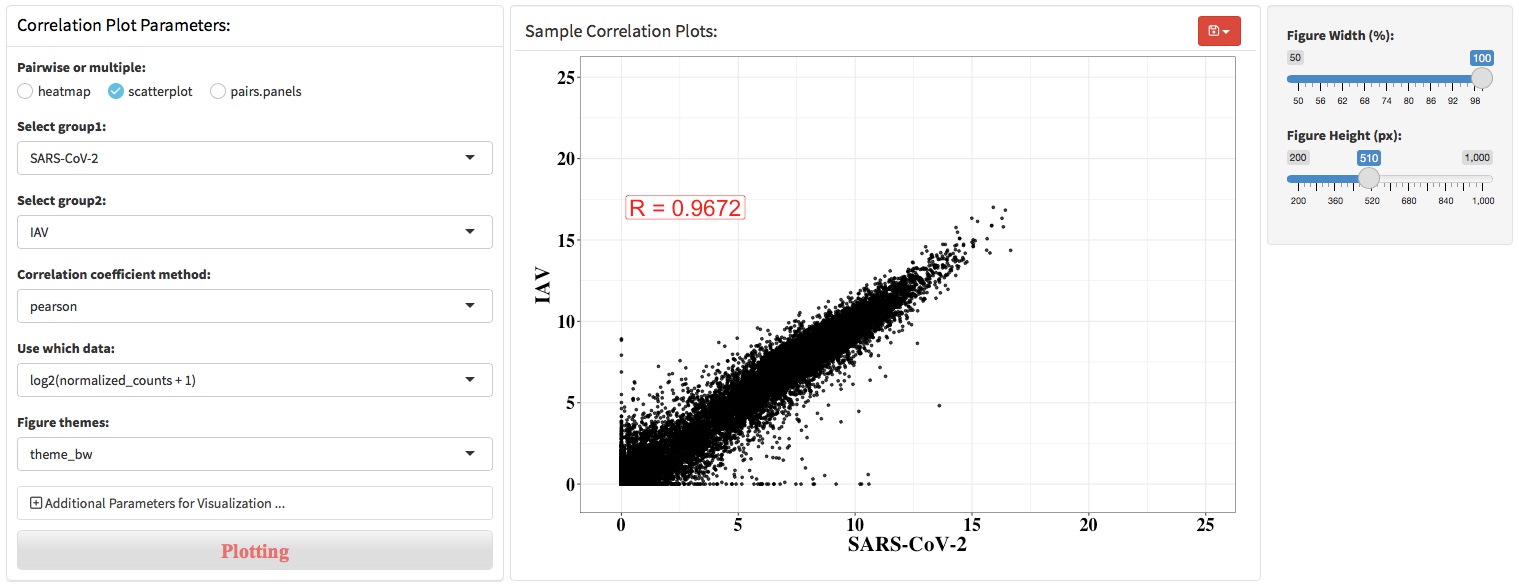 Correlation Plot Parameters:
Pairwise or multiple:
heatmap scatterplot pairs.panels
Select group1:
SARS-CoV-2
Select group2:
IAV
Correlation coefficient method:
pearson
Use which data:
log2(normalized_counts + 1)
Figure themes:
theme_bw
Additional Parameters for Visualization ...
Plotting
Sample Correlation Plots:
25
20
15
10
5
0
IAV
R = 0.9672
0 5 10 15 20 25
SARS-CoV-2
Figure Width (%):
50 100
50 56 62 68 74 80 86 92 98
Figure Height (px):
200 510 1,000
200 360 520 680 840 1,000